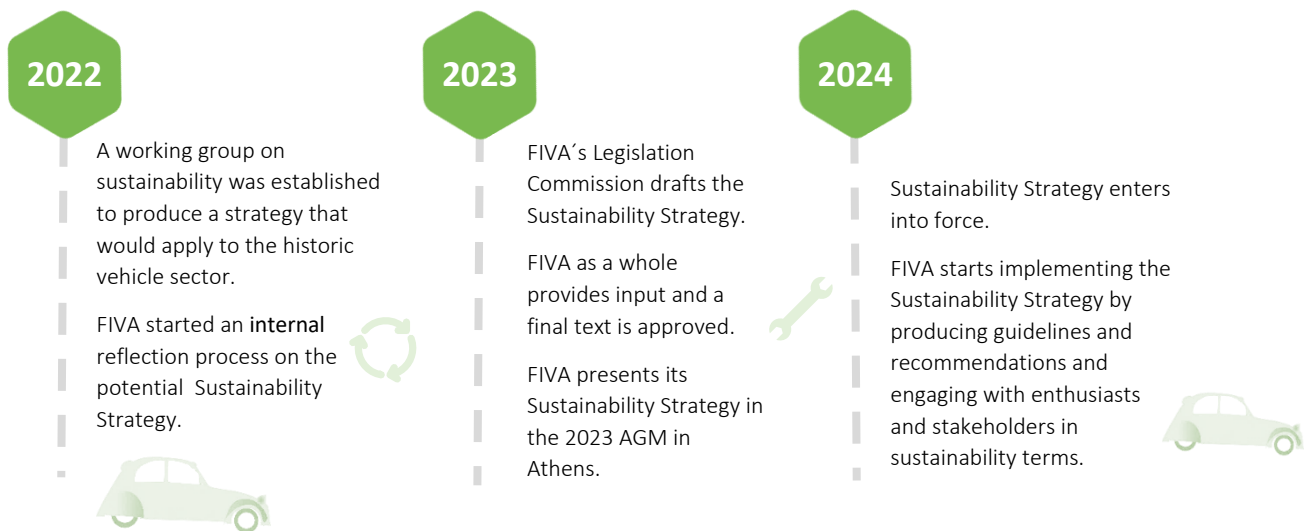 2022
A working group on
sustainability was established
to produce a strategy that
would apply to the historic
vehicle sector.
FIVA started an internal
reflection process on the
potential  Sustainability
Strategy.
2023
FIVA´s Legislation
Commission drafts the
Sustainability Strategy.
FIVA as a whole
provides input and a
final text is approved.
FIVA presents its
Sustainability Strategy in
the 2023 AGM in
Athens.
2024
Sustainability Strategy enters
into force.
FIVA starts implementing the
Sustainability Strategy by
producing guidelines and
recommendations and
engaging with enthusiasts
and stakeholders in
sustainability terms.